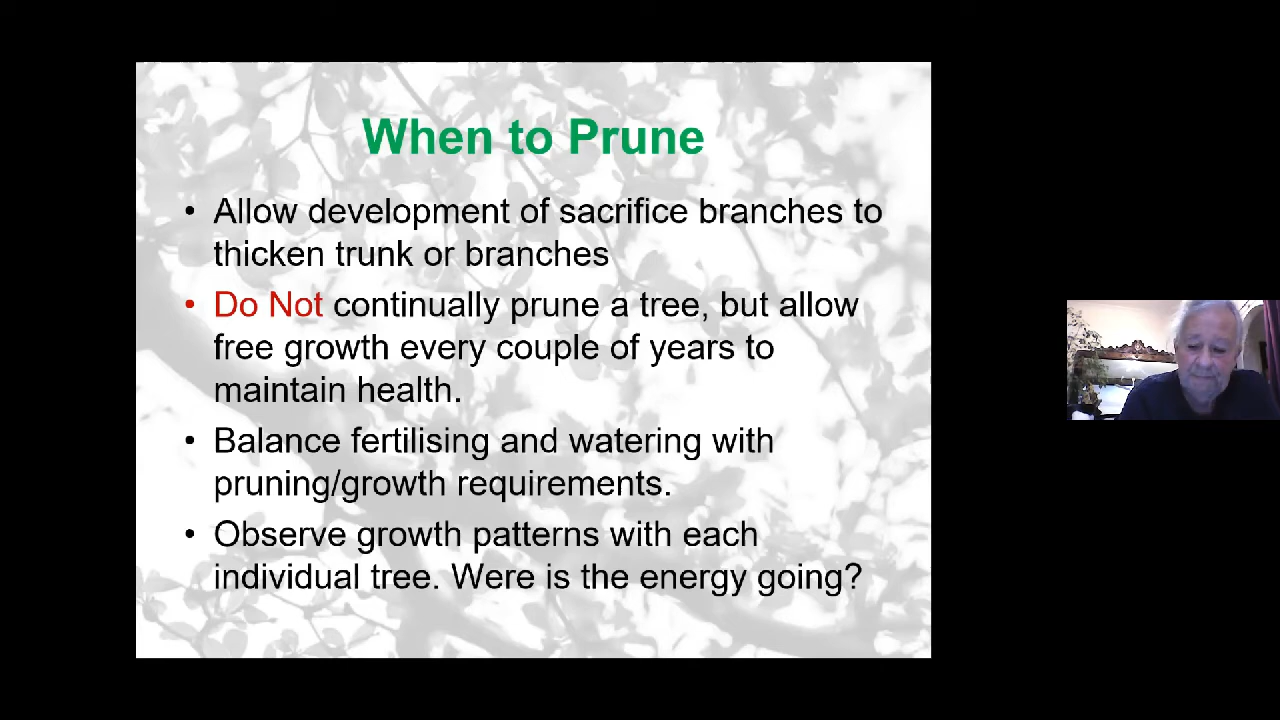 When to Prune
• Allow development of sacrifice branches to
thicken trunk or branches
• Do Not continually prune a tree, but allow
free growth every couple of years to
maintain health.
• Balance fertilising and watering with
pruning/growth requirements.
• Observe growth patterns with each
individual tree. Were is the energy going?